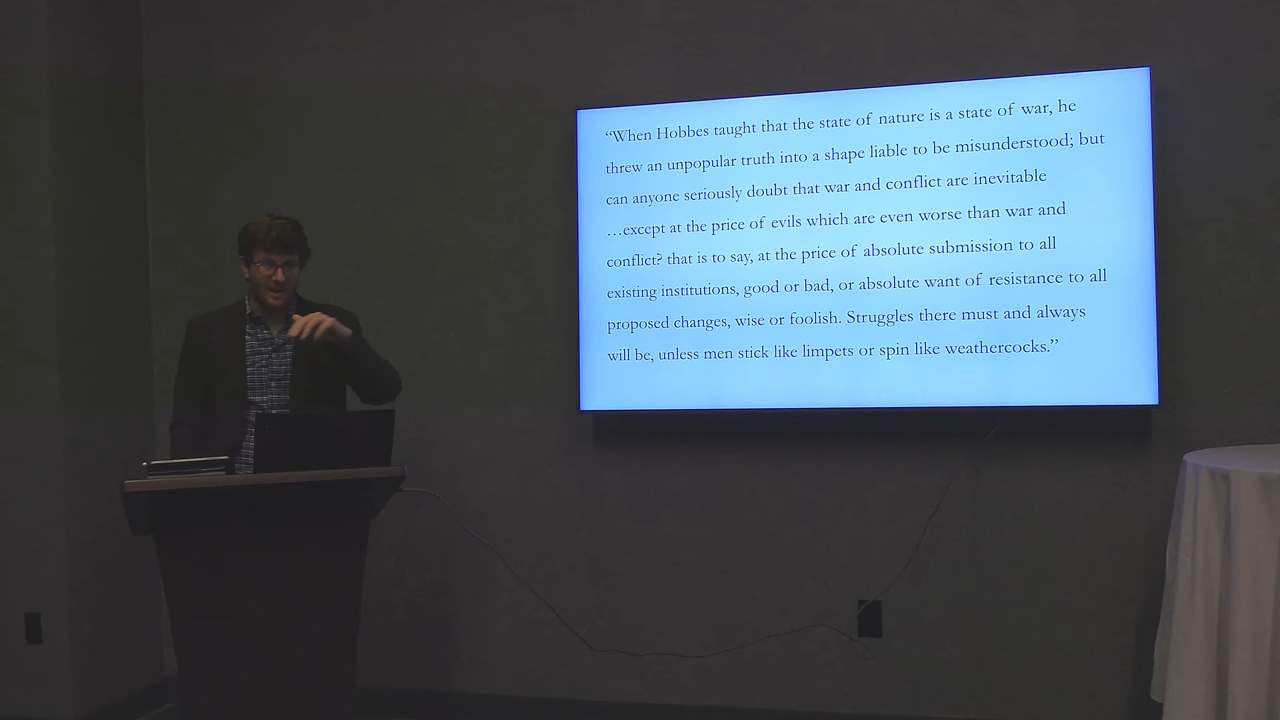 “When Hobbes taught that the state of nature is a state of war, he
threw an unpopular truth into a shape liable to be misunderstood; but
can anyone seriously doubt that war and conflict are inevitable
…except at the price of evils which are even worse than war and
conflict? that is to say, at the price of absolute submission to all
existing institutions, good or bad, or absolute want of resistance to all
proposed changes, wise or foolish. Struggles there must and always
will be, unless men stick like limpets or spin like weathercocks.”